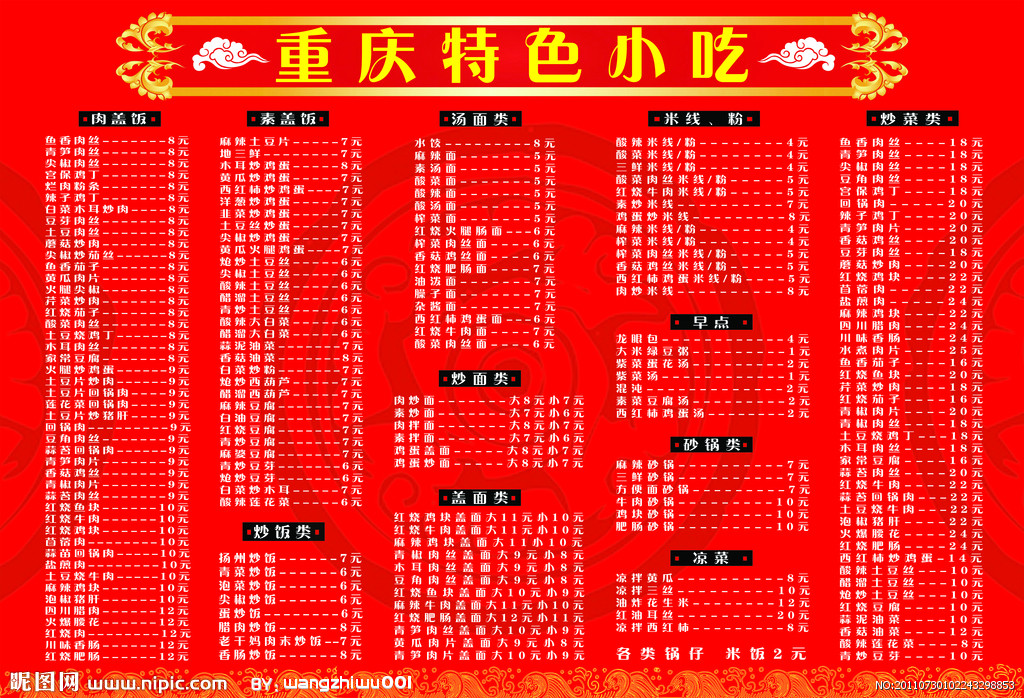 重庆特色小吃
肉盖饭
鱼香肉丝-------8元
青笋肉丝-------8元
尖椒肉丝-------8元
宫保鸡丁-------8元
烂肉粉条-------8元
辣子鸡丁-------8元
白菜木耳炒肉----8元
豆芽肉丝-------8元
土豆肉丝-------8元
蘑菇炒肉-------8元
尖椒炒茄丝------8元
鱼香茄子-------8元
黄瓜肉片-------8元
火腿尖椒-------8元
芹菜炒肉-------8元
红烧茄子-------8元
酸菜肉丝-------8元
土豆烧鸡丁------8元
木耳肉丝-------8元
家常豆腐-------8元
火腿炒鸡蛋------9元
土豆片炒肉------9元
土豆片回锅肉-----9元
莲花菜回锅肉-----9元
土豆片炒猪肝-----9元
回锅肉---------9元
豆角肉丝-------9元
蒜苔回锅肉------9元
青笋肉片-------9元
香菇鸡丝-------9元
青椒肉片-------9元
蒜苔肉丝-------9元
红烧鱼块------10元
红烧牛肉------10元
红烧鸡块------10元
苜蓿肉-------10元
蒜苗回锅肉-----10元
盐煎肉-------10元
土豆烧牛肉-----10元
麻辣鸡块------10元
泡椒猪肝------10元
四川腊肉------12元
火爆腰花------12元
红烧肉-------12元
川味香肠------13元
红烧肥肠------12元
素盖饭
麻辣土豆片------7元
地三鲜--------7元
木耳炒鸡蛋------8元
黄瓜炒鸡蛋------7元
西红柿炒鸡蛋----7元
洋葱炒鸡蛋------7元
韭菜炒鸡蛋------7元
土豆丝炒蛋------7元
尖椒炒鸡蛋------7元
黄瓜火腿鸡蛋----7元
炝炒土豆丝------6元
尖椒土豆丝------6元
酸辣土豆丝------6元
醋溜土豆丝------6元
青炒土豆丝------6元
酸辣大白菜------6元
醋溜大白菜------6元
蒜泥油菜-------7元
香菇油菜-------8元
白菜炒粉-------7元
炝炒西葫芦------7元
醋溜西葫芦------7元
麻辣豆腐-------7元
白油豆腐-------7元
红烧豆腐-------7元
青炒豆腐-------7元
麻婆豆腐-------7元
青炒豆芽-------6元
炝炒豆芽-------6元
白菜炒木耳------7元
酸辣莲花菜------6元
炒饭类
扬州炒饭-------7元
青菜炒饭-------6元
泡菜炒饭-------6元
尖椒炒饭-------6元
蛋炒饭--------6元
腊肉炒饭-------8元
老干妈肉末炒饭--7元
香肠炒饭-------8元
汤面类
水饺---------8元
麻辣面--------5元
素汤面--------5元
酸菜面--------5元
酸辣面--------5元
酸汤面--------5元
榨菜面--------5元
红烧火腿肠面---6元
榨菜肉丝面-----6元
香菇鸡丝面-----6元
红烧肥肠面-----7元
油泼面--------7元
臊子面--------7元
杂酱面--------7元
西红柿鸡蛋面---6元
红烧牛肉面-----7元
酸菜肉丝面-----6元
炒面类
肉炒面------大8元小7元
素炒面------大7元小6元
肉拌面------大8元小7元
素拌面------大7元小6元
鸡蛋盖面-----大8元小7元
鸡蛋炒面-----大8元小7元
盖面类
红烧鸡块盖面大11元小10元
红烧牛肉盖面大11元小10元
麻辣鸡块盖面大11元小10元
青椒肉丝盖面大9元小8元
木耳肉丝盖面大9元小8元
豆角肉丝盖面大9元小8元
红烧鱼块盖面大10元小9元
麻辣牛肉盖面大11元小10元
红烧肥肠盖面大12元小11元
青笋肉丝盖面大10元小9元
黄瓜肉片盖面大9元小8元
青笋肉片盖面大10元小9元
米线、粉
酸辣米线/粉--------4元
酸菜米线/粉--------4元
三鲜米线/粉--------4元
酸菜肉丝米线/粉-----5元
红烧牛肉米线/粉-----5元
素炒米线----------7元
鸡蛋炒米线---------8元
麻辣米线/粉--------4元
榨菜米线/粉--------4元
榨菜肉丝米线/粉-----5元
香菇鸡丝米线/粉-----5元
西红柿鸡蛋米线/粉----5元
肉炒米线----------8元
早点
龙眼包----------4元
大米绿豆粥--------1元
紫菜蛋花汤--------2元
紫菜汤----------1元
混沌-----------2元
素菜豆腐汤--------2元
西红柿鸡蛋汤-------2元
砂锅类
麻辣砂锅---------7元
三鲜砂锅---------7元
方便面砂锅--------7元
牛肉砂锅--------10元
鸡块砂锅--------10元
肥肠砂锅--------10元
凉菜
凉拌黄瓜---------8元
凉拌三丝--------10元
油炸花生米-------12元
红油耳丝--------20元
凉拌西红柿--------8元
各类锅仔 米饭2元
炒菜类
鱼香肉丝----18元
青笋肉丝----18元
尖椒肉丝----18元
豆角肉丝----18元
宫保鸡丁----18元
回锅肉-----20元
辣子鸡丁----20元
青笋肉片----20元
香菇鸡丝----18元
豆芽肉丝----18元
蘑菇炒肉----20元
红烧鸡块----22元
苜蓿肉-----20元
盐煎肉-----24元
麻辣鸡块----22元
四川腊肉----24元
川味香肠----24元
水煮肉片----25元
鱼香茄子----16元
红烧鱼块----20元
芹菜炒肉----18元
红烧茄子----16元
青椒肉片----20元
土豆烧鸡丁---18元
木耳肉丝----18元
家常豆腐----16元
蒜苔肉丝----20元
红烧牛肉----22元
蒜苔回锅肉---22元
土豆烧牛肉---22元
泡椒猪肝----22元
火爆腰花----24元
红烧肥肠----24元
西红柿炒鸡蛋-14元
酸辣土豆丝---10元
醋溜土豆丝---10元
炝炒土豆丝---10元
红烧豆腐----10元
蒜泥油菜----12元
香菇油菜----12元
酸辣莲花菜---8元
青炒豆芽----10元
昵图网 www.nipic.com BY: wangzhiwu001
NO:20110730102243298853